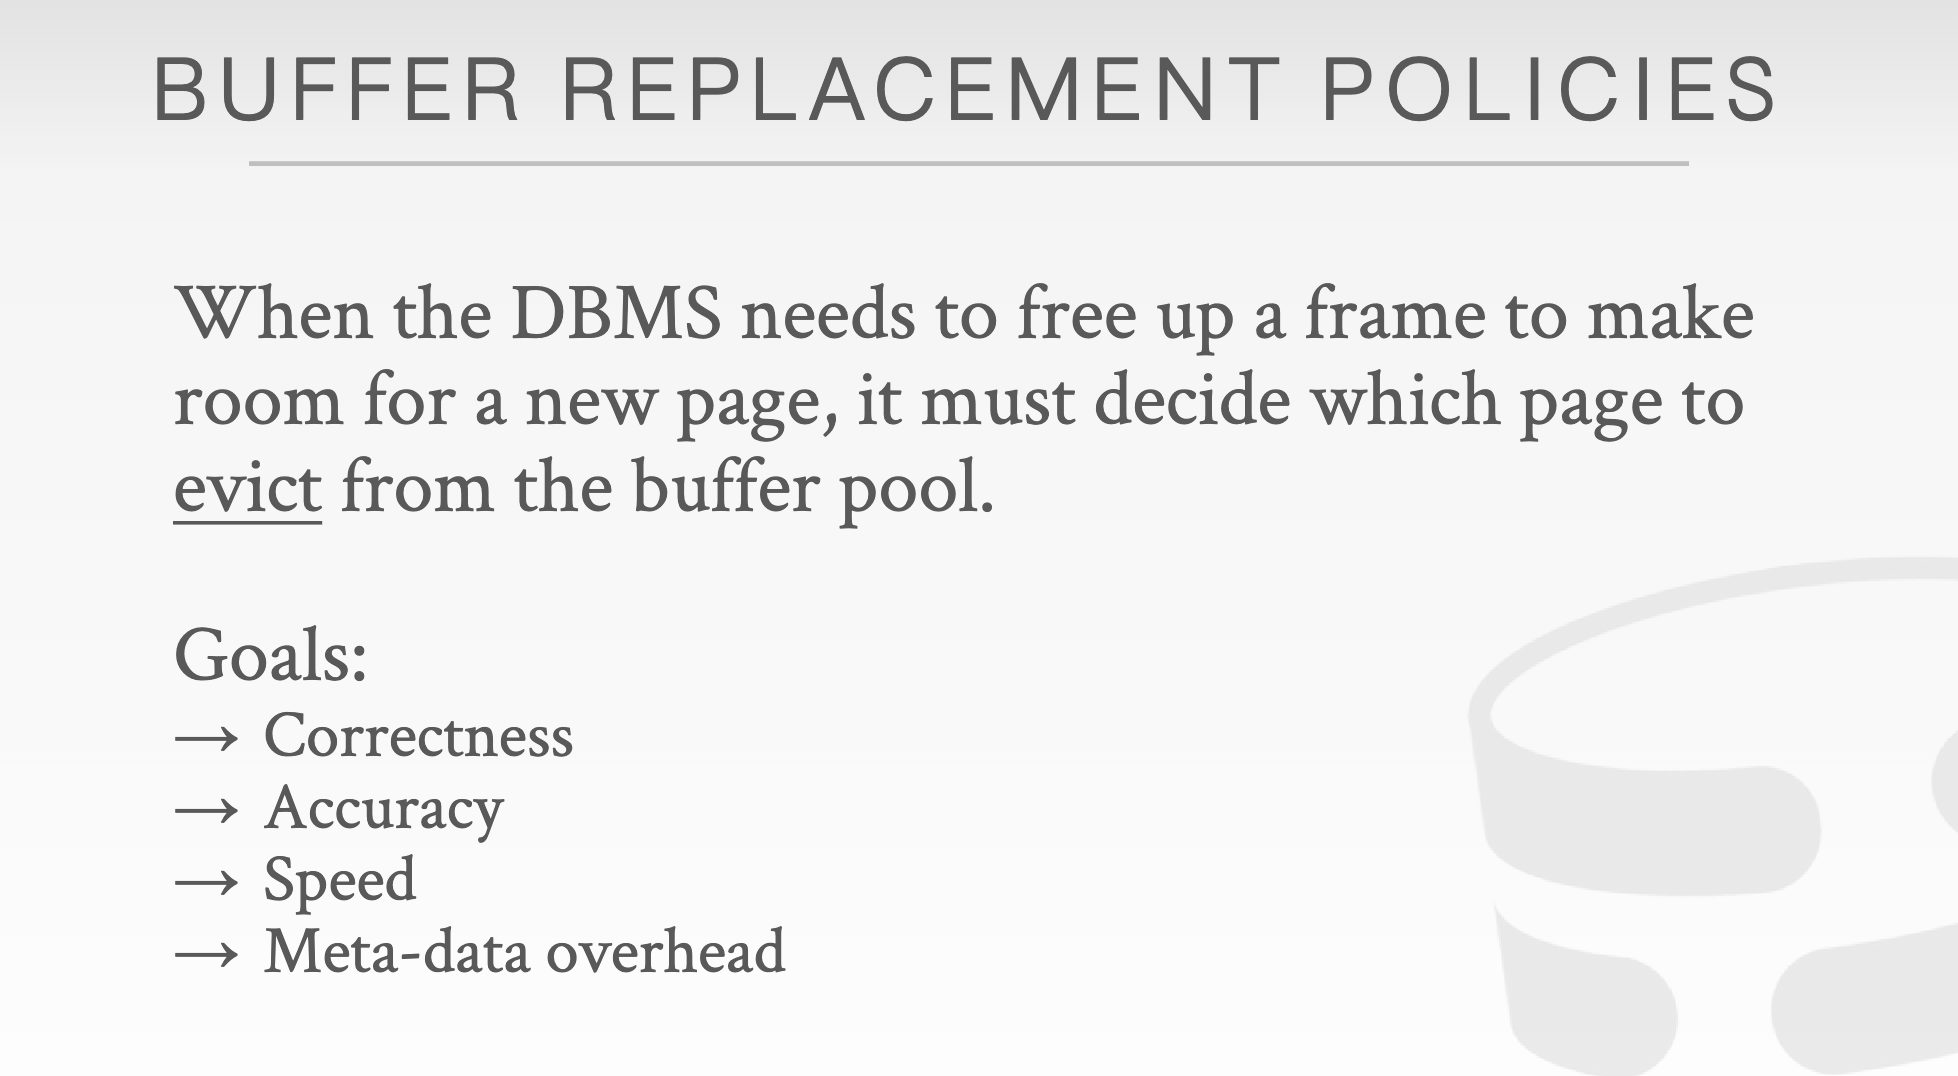 BUFFER REPLACEMENT POLICIES
When the DBMS needs to free up a frame to make
room for a new page, it must decide which page to
evict from the buffer pool.
Goals:
→ Correctness
→ Accuracy
→ Speed
→ Meta-data overhead